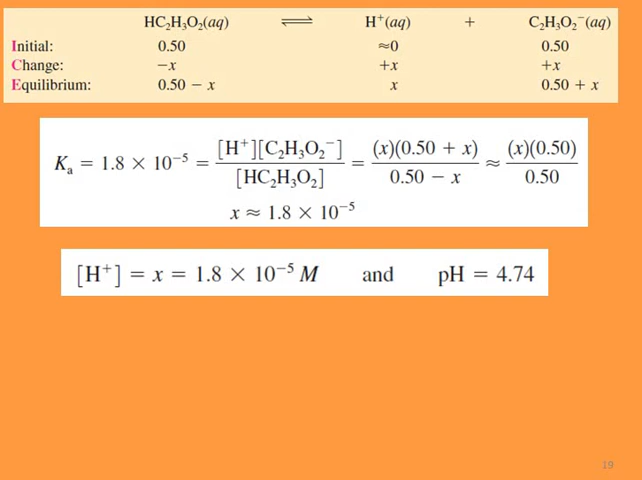 HC₂H₃O₂(aq) ⇌ H⁺(aq) + C₂H₃O₂⁻(aq)
Initial: 0.50 ≈0 0.50
Change: −x +x +x
Equilibrium: 0.50 − x x 0.50 + x
Kₐ = 1.8 × 10⁻⁵ = [H⁺][C₂H₃O₂⁻] / [HC₂H₃O₂] = (x)(0.50 + x) / 0.50 − x ≈ (x)(0.50) / 0.50
x ≈ 1.8 × 10⁻⁵
[H⁺] = x = 1.8 × 10⁻⁵ M and pH = 4.74
19